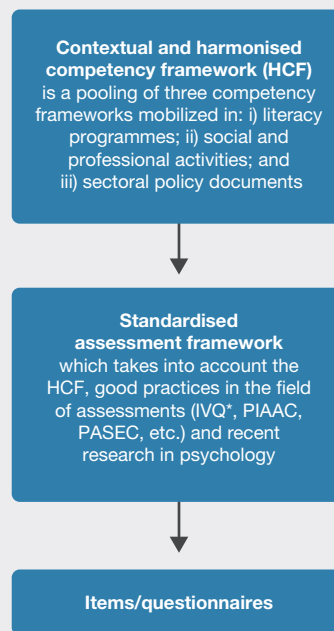 Contextual and harmonised
competency framework (HCF)
is a pooling of three competency
frameworks mobilized in: i) literacy
programmes; ii) social and
professional activities; and
iii) sectoral policy documents
Standardised
assessment framework
which takes into account the
HCF, good practices in the field
of assessments (IVQ*, PIAAC,
PASEC, etc.) and recent
research in psychology
Items/questionnaires